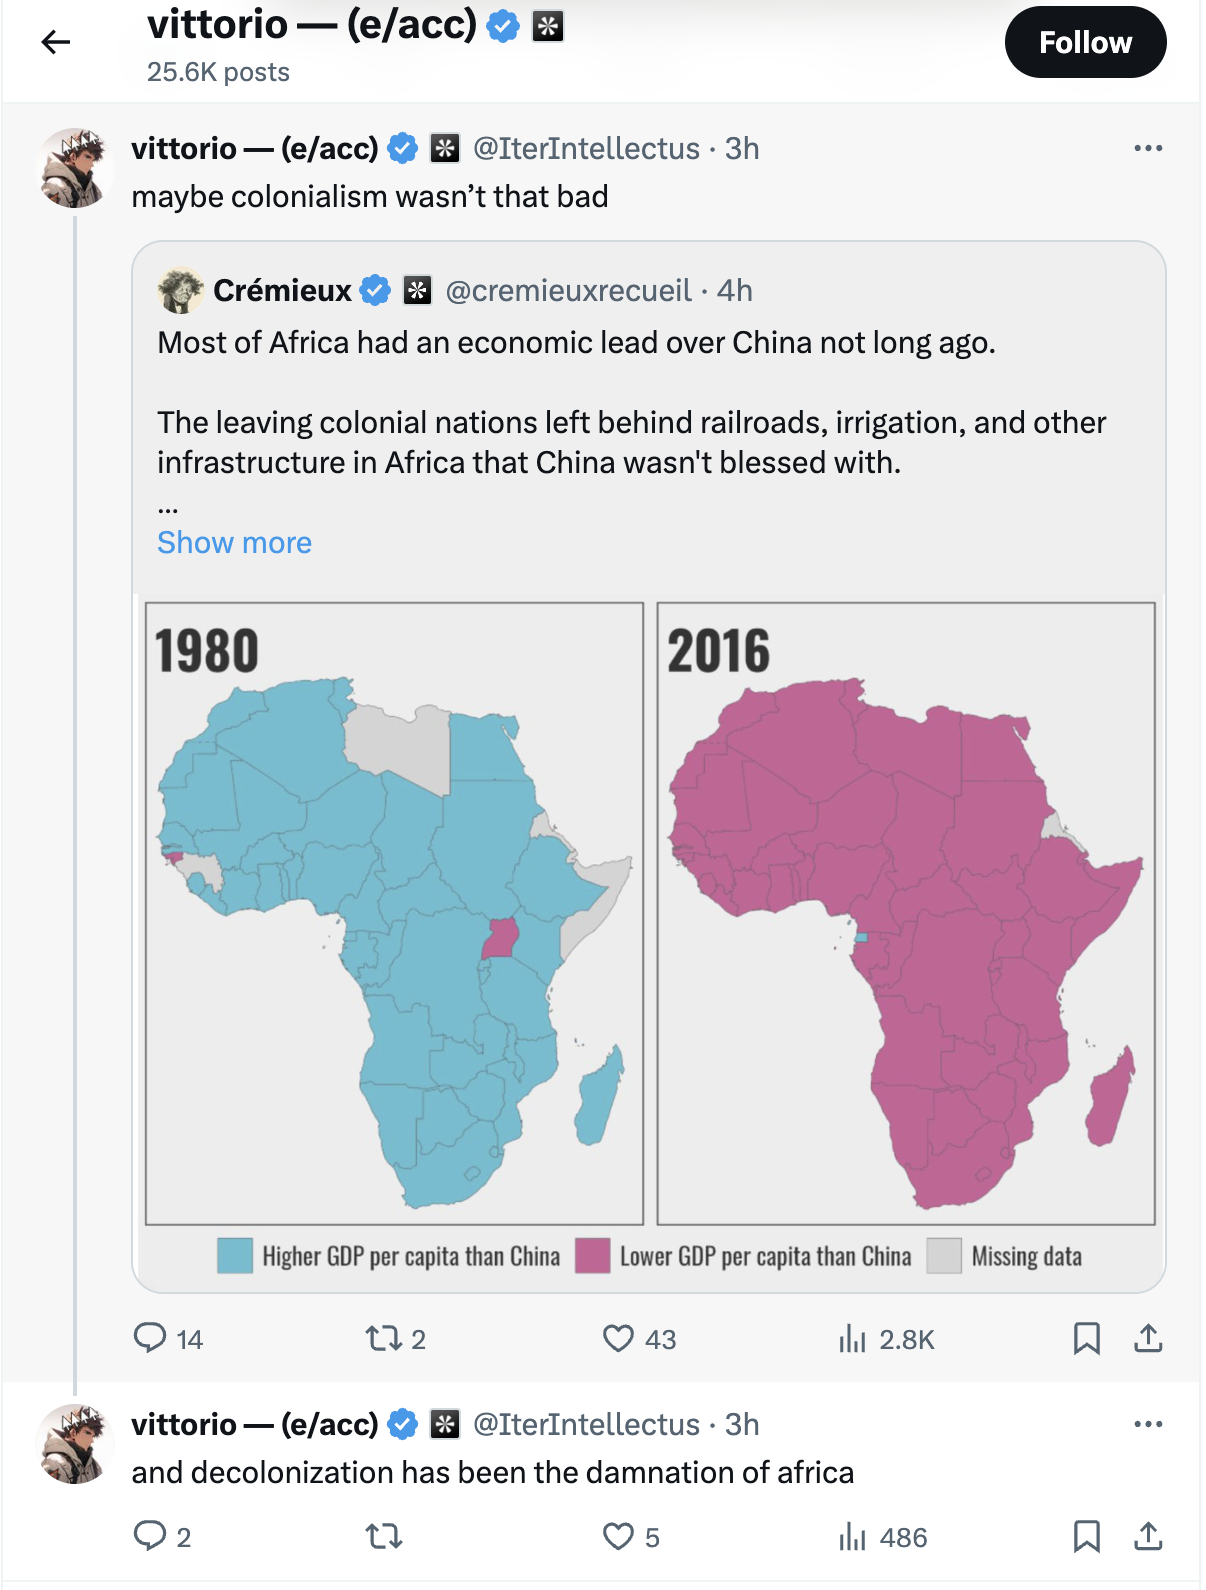 vittorio — (e/acc)
25.6K posts
Follow
vittorio — (e/acc) @IterIntellectus · 3h
maybe colonialism wasn’t that bad
Crémieux @cremieuxrecueil · 4h
Most of Africa had an economic lead over China not long ago.
The leaving colonial nations left behind railroads, irrigation, and other
infrastructure in Africa that China wasn't blessed with.
...
Show more
1980
2016
Higher GDP per capita than China
Lower GDP per capita than China
Missing data
14
2
43
2.8K
vittorio — (e/acc) @IterIntellectus · 3h
and decolonization has been the damnation of africa
2
5
486